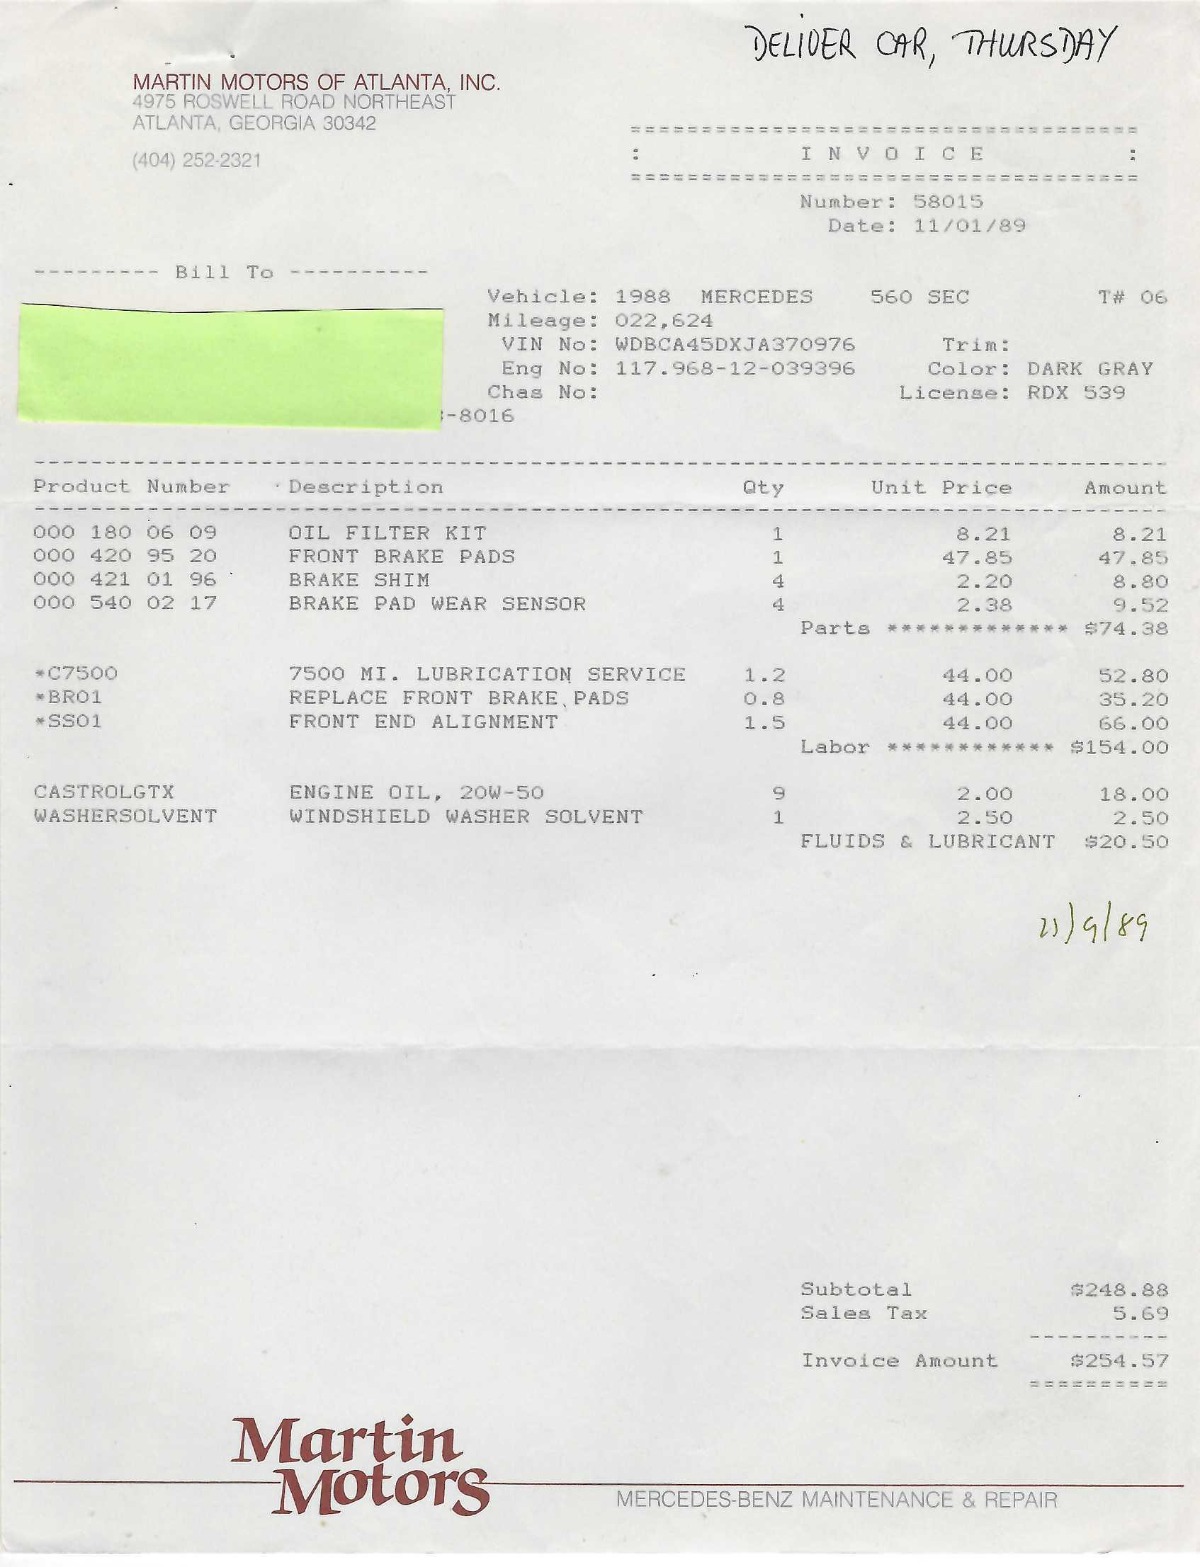 DELIVER CAR, THURSDAY
MARTIN MOTORS OF ATLANTA, INC.
4975 ROSWELL ROAD NORTHEAST
ATLANTA, GEORGIA 30342
(404) 252-2321
====================================
: I N V O I C E :
====================================
Number: 58015
Date: 11/01/89
--------- Bill To ----------
Vehicle: 1988 MERCEDES 560 SEC T# 06
Mileage: 022,624
VIN No: WDBCA45DXJA370976 Trim:
Eng No: 117.968-12-039396 Color: DARK GRAY
Chas No: License: RDX 539
-8016
Product Number Description Qty Unit Price Amount
000 180 06 09 OIL FILTER KIT 1 8.21 8.21
000 420 95 20 FRONT BRAKE PADS 1 47.85 47.85
000 421 01 96 BRAKE SHIM 4 2.20 8.80
000 540 02 17 BRAKE PAD WEAR SENSOR 4 2.38 9.52
Parts ************* $74.38
*C7500 7500 MI. LUBRICATION SERVICE 1.2 44.00 52.80
*BR01 REPLACE FRONT BRAKE PADS 0.8 44.00 35.20
*SS01 FRONT END ALIGNMENT 1.5 44.00 66.00
Labor ************ $154.00
CASTROLGTX ENGINE OIL, 20W-50 9 2.00 18.00
WASHERSOLVENT WINDSHIELD WASHER SOLVENT 1 2.50 2.50
FLUIDS & LUBRICANT $20.50
11/9/89
Subtotal $248.88
Sales Tax 5.69
----------
Invoice Amount $254.57
==========
Martin
Motors
MERCEDES-BENZ MAINTENANCE & REPAIR